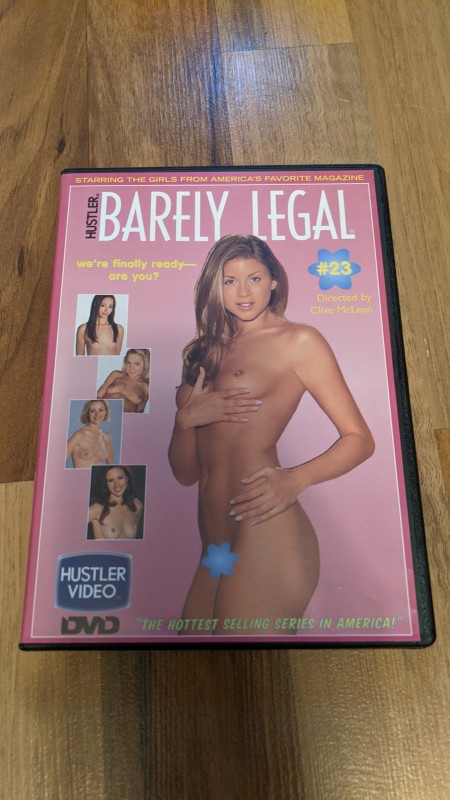 STARRING THE GIRLS FROM AMERICA'S FAVORITE MAGAZINE
HUSTLER®
BARELY LEGAL®
we're finally ready—
are you?
#23
Directed by
Clive McLean
HUSTLER
VIDEO™
DVD
"THE HOTTEST SELLING SERIES IN AMERICA!"